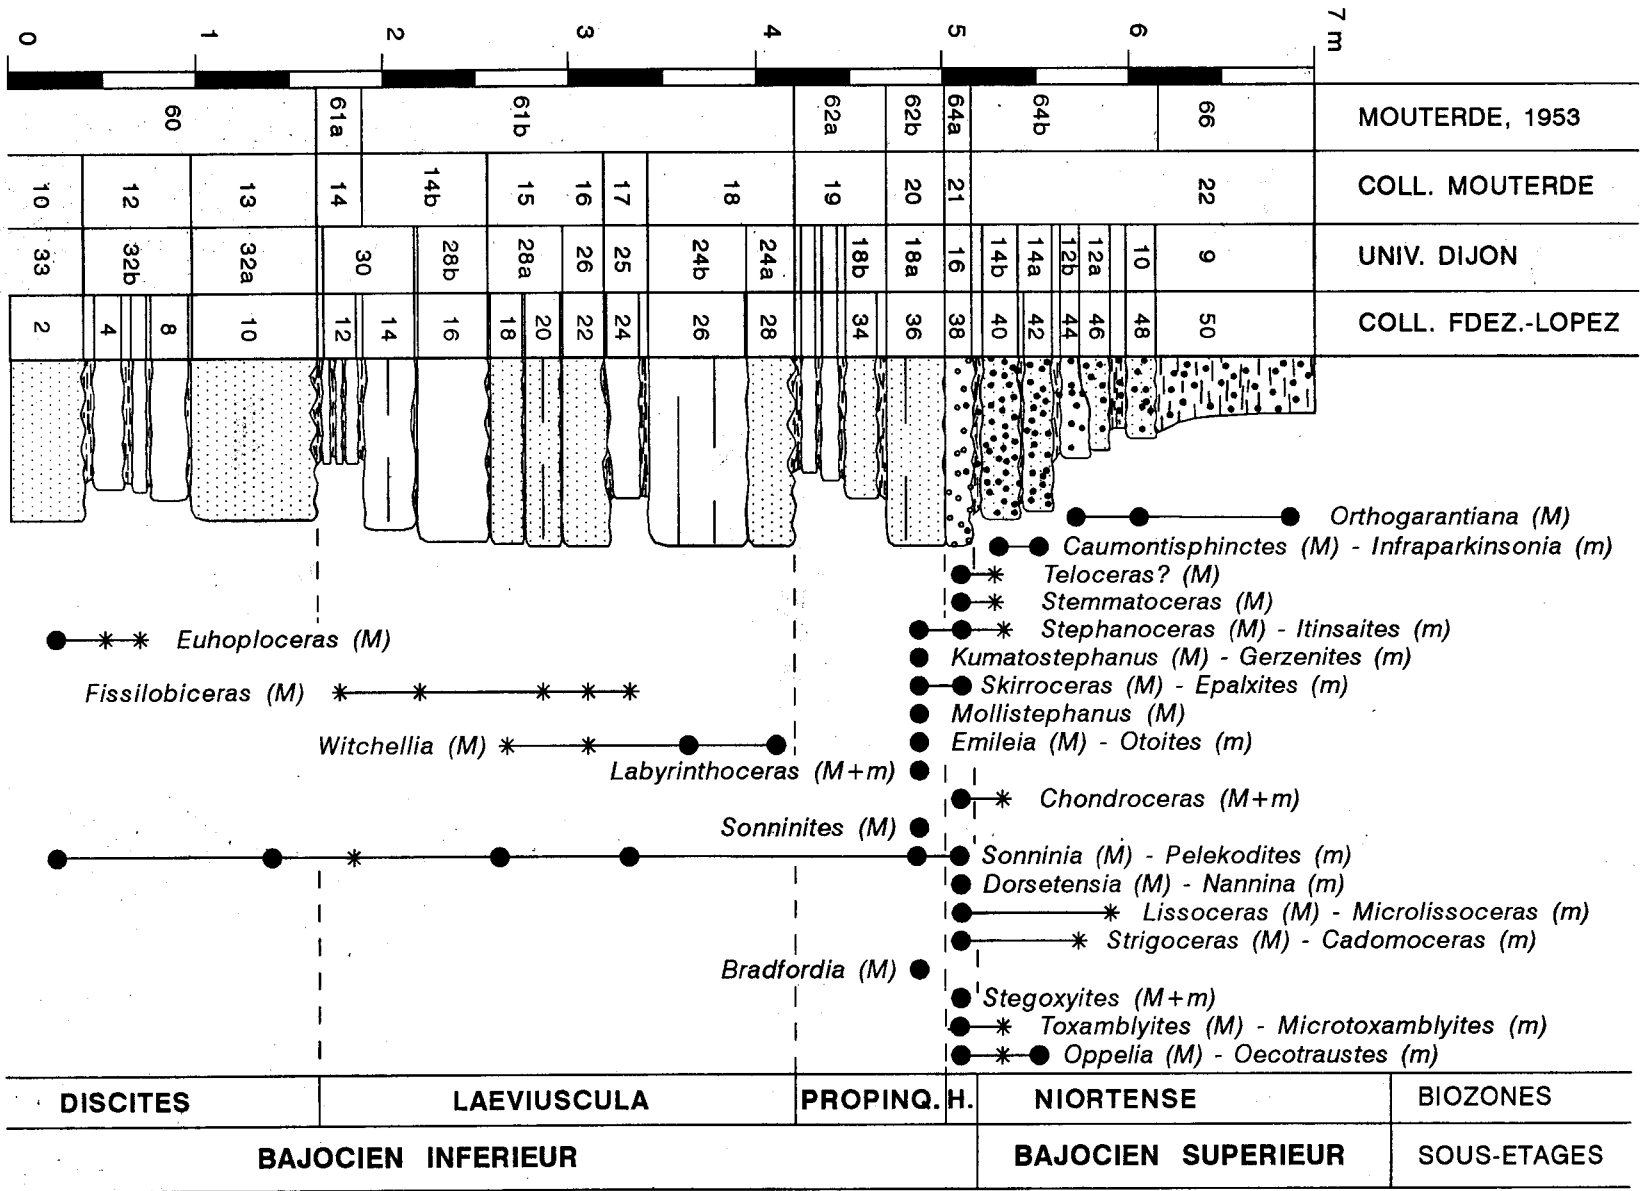 0 1 2 3 4 5 6 7 m
60 61a 61b 62a 62b 64a 64b 66 MOUTERDE, 1953
10 12 13 14 14b 15 16 17 18 19 20 21 22 COLL. MOUTERDE
33 32b 32a 30 28b 28a 26 25 24b 24a 18b 18a 16 14b 14a 12b 12a 10 9 UNIV. DIJON
2 4 8 10 12 14 16 18 20 22 24 26 28 34 36 38 40 42 44 46 48 50 COLL. FDEZ.-LOPEZ
Orthogarantiana (M)
Caumontisphinctes (M) - Infraparkinsonia (m)
Teloceras? (M)
Stemmatoceras (M)
Euhoploceras (M)
Stephanoceras (M) - Itinsaites (m)
Kumatostephanus (M) - Gerzenites (m)
Fissilobiceras (M)
Skirroceras (M) - Epalxites (m)
Mollistephanus (M)
Witchellia (M)
Emileia (M) - Otoites (m)
Labyrinthoceras (M+m)
Chondroceras (M+m)
Sonninites (M)
Sonninia (M) - Pelekodites (m)
Dorsetensia (M) - Nannina (m)
Lissoceras (M) - Microlissoceras (m)
Strigoceras (M) - Cadomoceras (m)
Bradfordia (M)
Stegoxyites (M+m)
Toxamblyites (M) - Microtoxamblyites (m)
Oppelia (M) - Oecotraustes (m)
DISCITES LAEVIUSCULA PROPINQ. H. NIORTENSE BIOZONES
BAJOCIEN INFERIEUR BAJOCIEN SUPERIEUR SOUS-ETAGES